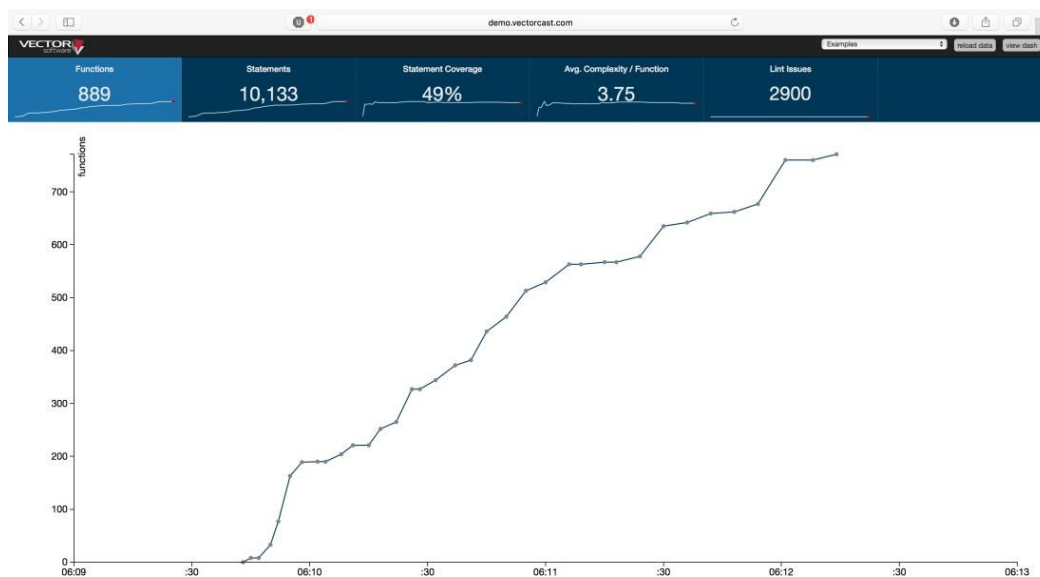 demo.vectorcast.com
U
1
VECTOR
software
Examples
reload data
view dash
Functions
889
Statements
10,133
Statement Coverage
49%
Avg. Complexity / Function
3.75
Lint Issues
2900
functions
700
600
500
400
300
200
100
0
06:09
:30
06:10
:30
06:11
:30
06:12
:30
06:13